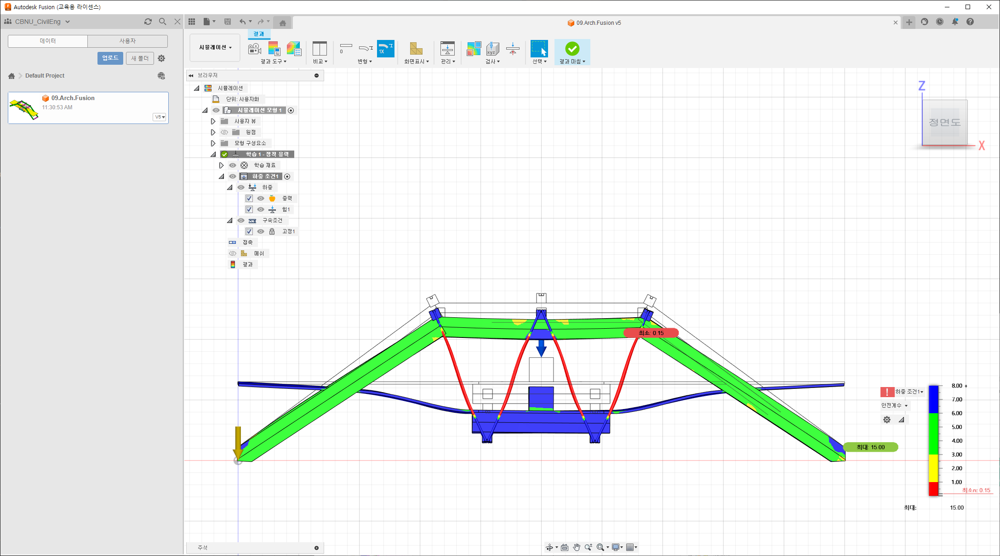 Autodesk Fusion (교육용 라이센스)
CBNU_CivilEng
09.Arch.Fusion v5
데이터
사용자
업로드
새 폴더
Default Project
09.Arch.Fusion
11:30:53 AM
V5
시뮬레이션
결과
결과 도구
비교
0
1X
변형
화면표시
관리
xyz
검사
선택
결과 마침
브라우저
시뮬레이션
단위: 사용자화
시뮬레이션 모형 1
사용자 뷰
원점
모형 구성요소
학습 1 - 정적 응력
학습 재료
하중 조건1
하중
중력
힘1
구속조건
고정1
접촉
메쉬
결과
Z
정면도
X
최소: 0.15
최대: 15.00
하중 조건1
안전계수
8.00 +
7.00
6.00
5.00
4.00
3.00
2.00
1.00
최소n: 0.15
최대: 15.00
주석